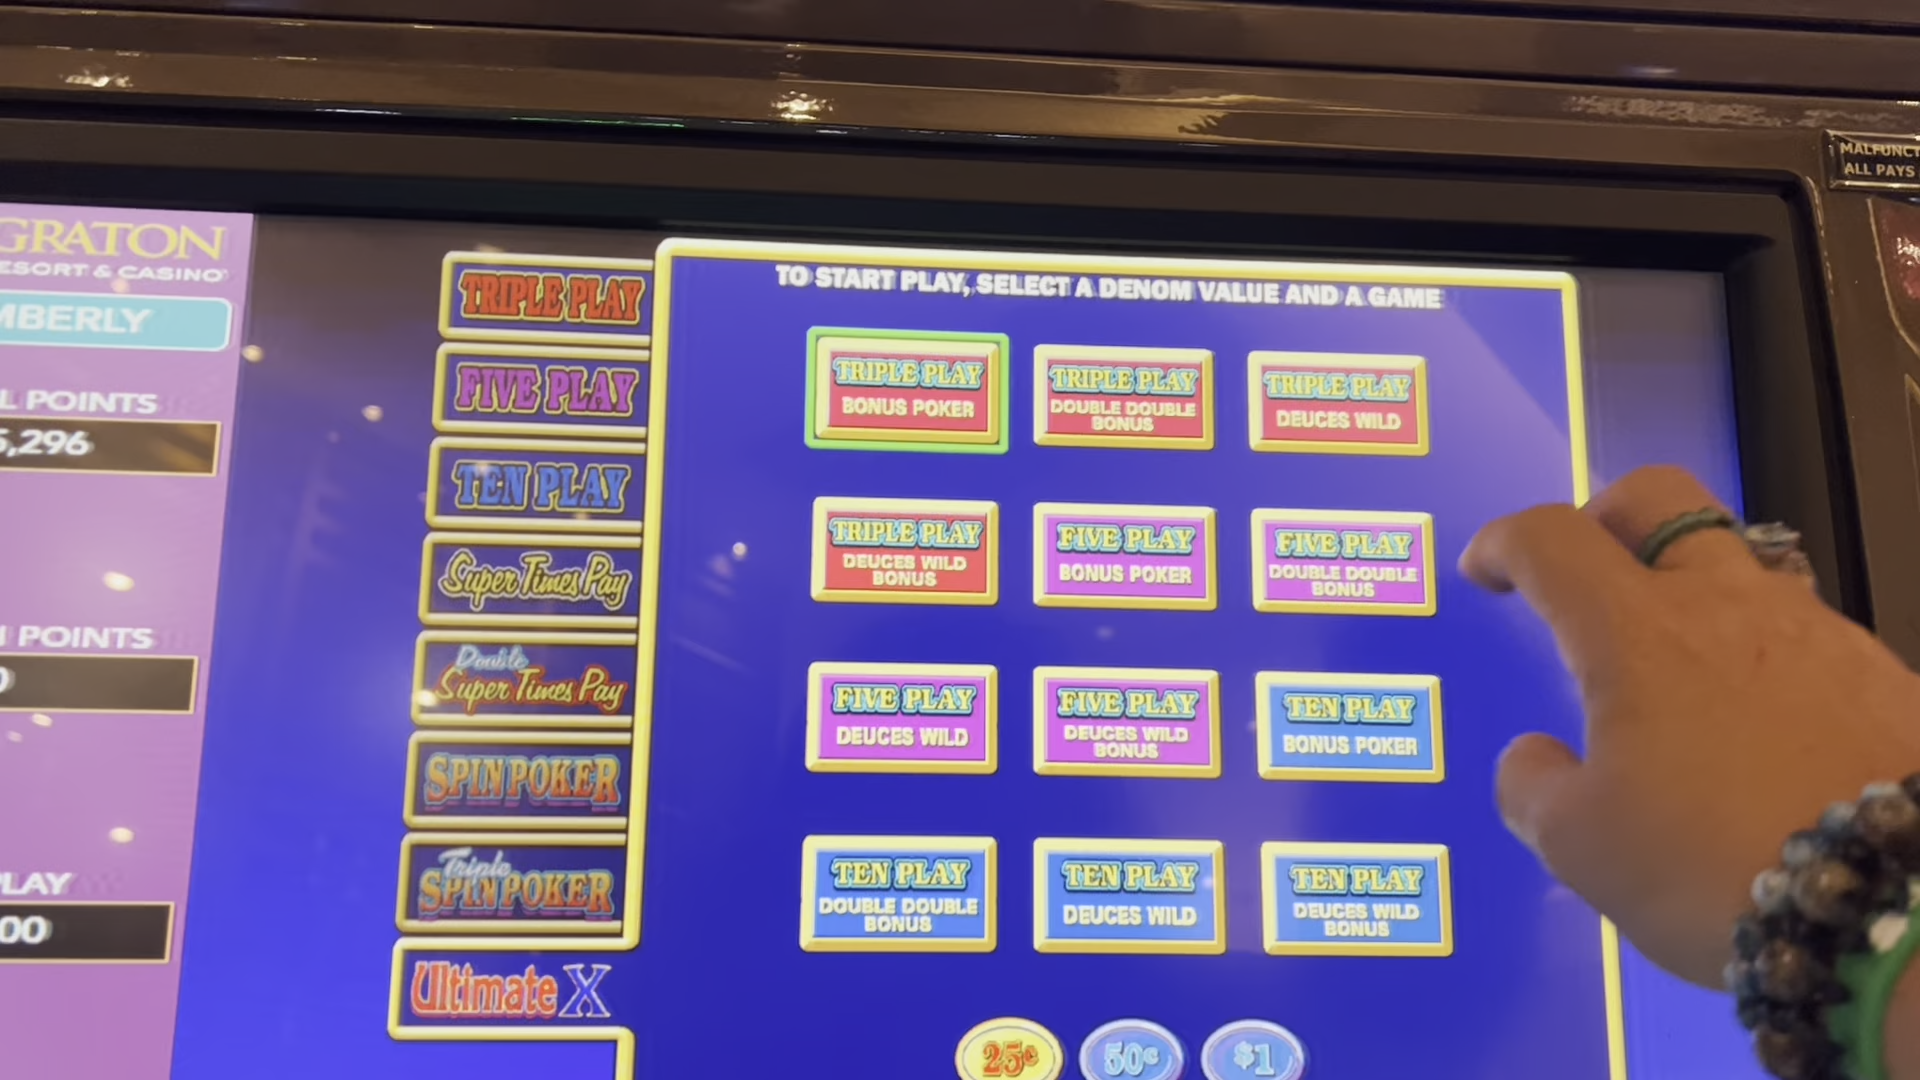 GRATON
MBERLY
POINTS
5,296
POINTS
00
TRIPLE PLAY
FIVE PLAY
TEN PLAY
Super Times Pay
Double
Super Times Pay
SPIN POKER
Triple
SPIN POKER
Ultimate X
TO START PLAY, SELECT A DENOM VALUE AND A GAME
TRIPLE PLAY
BONUS POKER
TRIPLE PLAY
DOUBLE DOUBLE
BONUS
TRIPLE PLAY
DEUCES WILD
TRIPLE PLAY
DEUCES WILD
BONUS
FIVE PLAY
BONUS POKER
FIVE PLAY
DOUBLE DOUBLE
BONUS
FIVE PLAY
DEUCES WILD
FIVE PLAY
DEUCES WILD
BONUS
TEN PLAY
BONUS POKER
TEN PLAY
DOUBLE DOUBLE
BONUS
TEN PLAY
DEUCES WILD
TEN PLAY
DEUCES WILD
BONUS
25¢
50¢
$1
MALFUNCT
ALL PAYS